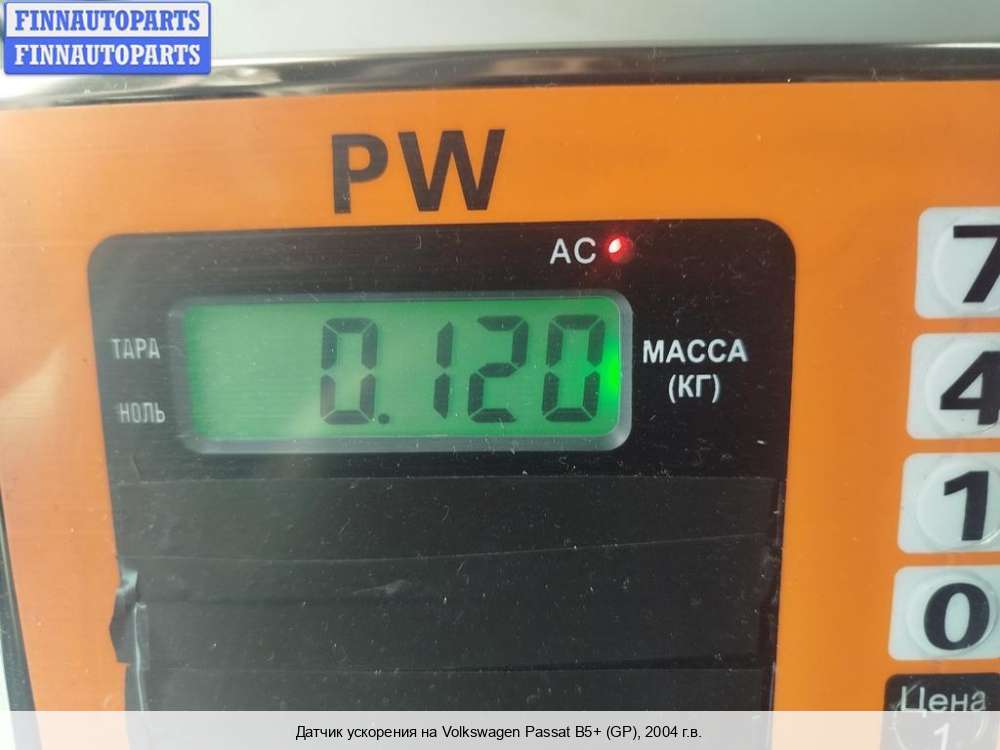 FINNAUTOPARTS
FINNAUTOPARTS
PW
AC
ТАРА
0.120
МАССА
(КГ)
НОЛЬ
7
4
1
0
Цена
1
Датчик ускорения на Volkswagen Passat B5+ (GP), 2004 г.в.